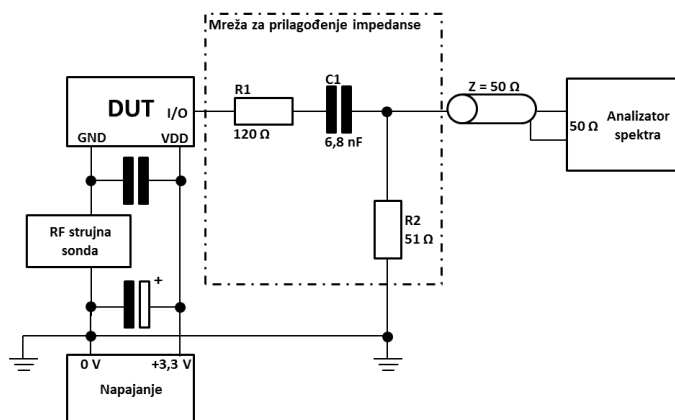 Mreža za prilagođenje impedanse
DUT
I/O
GND
VDD
R1
120 Ω
C1
6,8 nF
Z = 50 Ω
50 Ω
Analizator
spektra
R2
51 Ω
RF strujna
sonda
+
0 V
+3,3 V
Napajanje